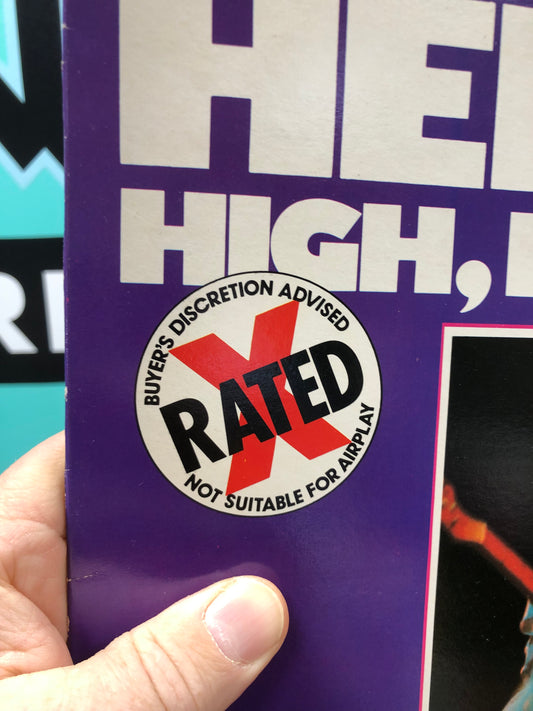 HE
HIGH,
BUYER'S DISCRETION ADVISED
X
RATED
NOT SUITABLE FOR AIRPLAY